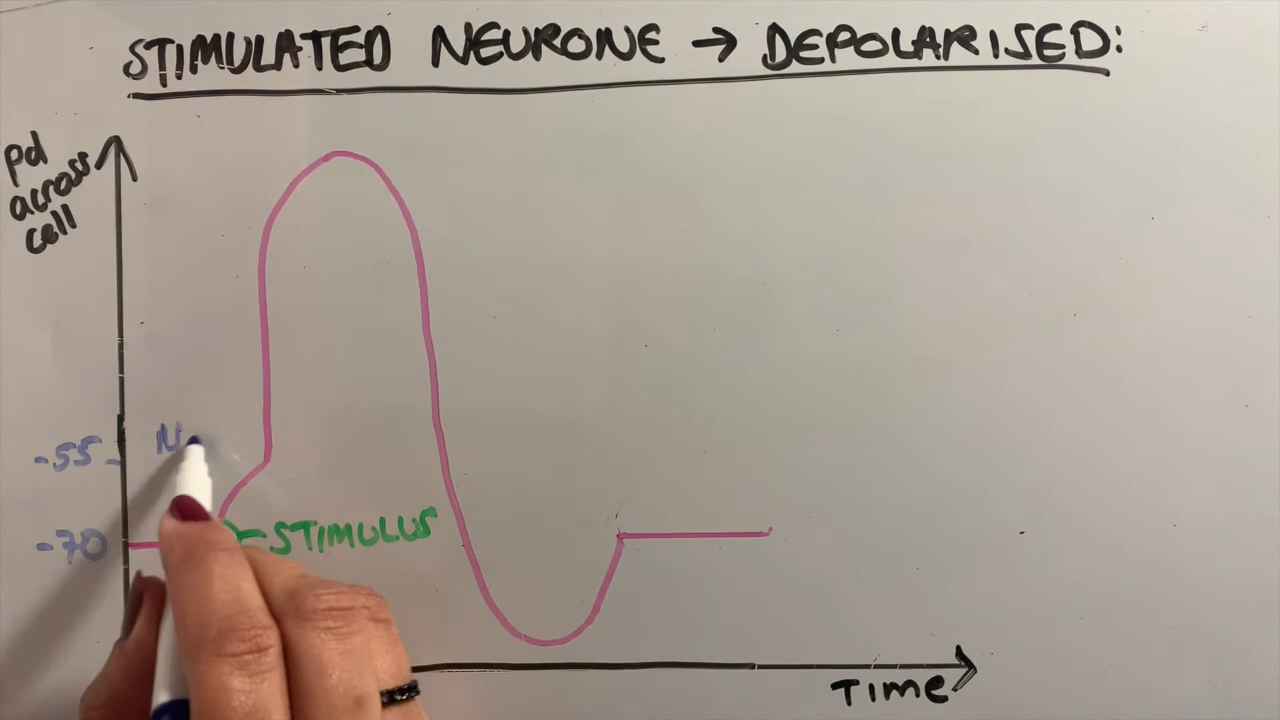 STIMULATED NEURONE → DEPOLARISED:
pd
across
cell
-55
N
-STIMULUS
-70
TIME